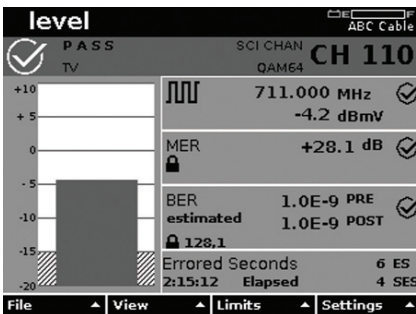 level
E F
ABC Cable
PASS
TV
SCI CHAN
QAM64
CH 110
+10
+ 5
0
- 5
-10
-15
-20
711.000 MHz
-4.2 dBmV
MER
+28.1 dB
BER
estimated
128,1
1.0E-9 PRE
1.0E-9 POST
Errored Seconds 6 ES
2:15:12 Elapsed 4 SES
File View Limits Settings